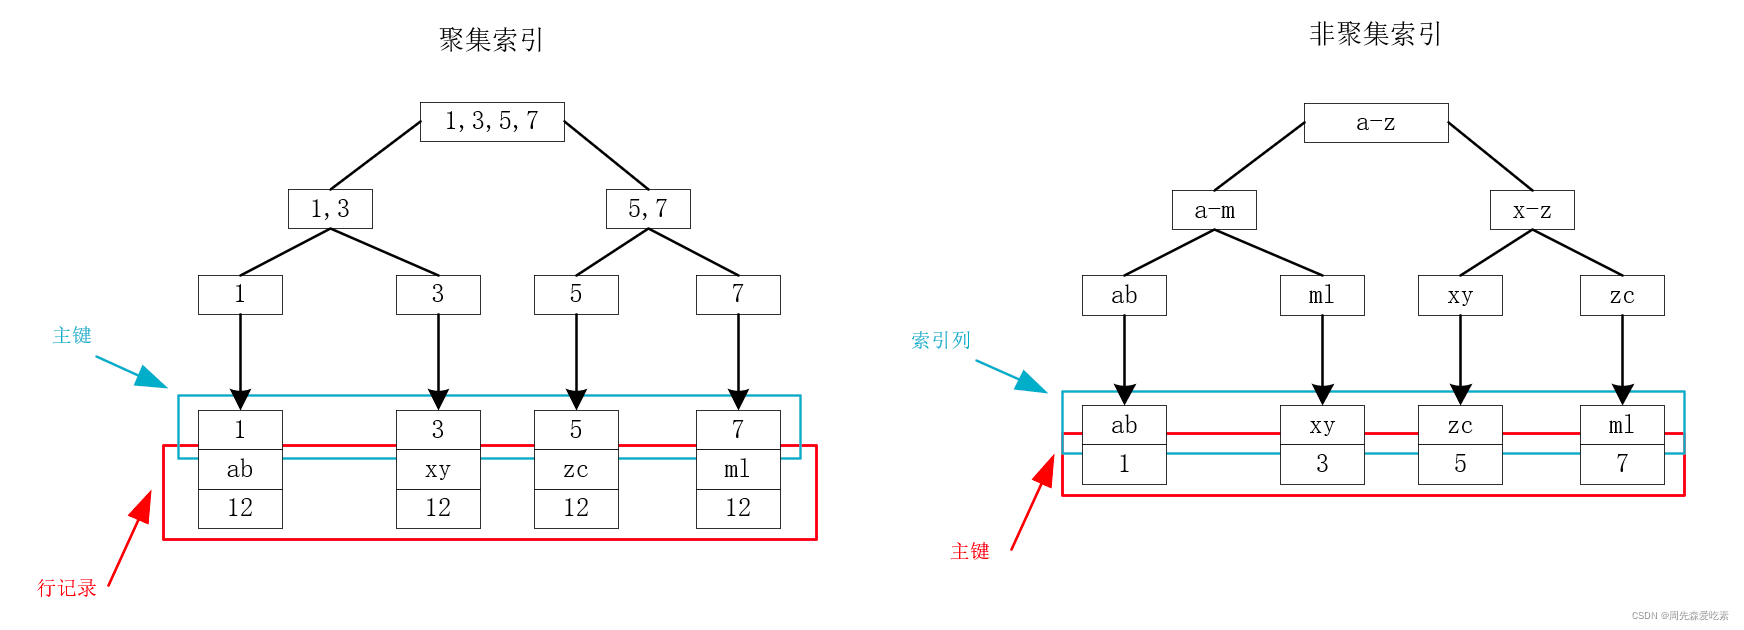 聚集索引
1,3,5,7
1,3
5,7
1
3
5
7
主键
1
3
5
7
ab
xy
zc
ml
12
12
12
12
行记录
非聚集索引
a-z
a-m
x-z
ab
ml
xy
zc
索引列
ab
xy
zc
ml
1
3
5
7
主键
CSDN @周先森爱吃素